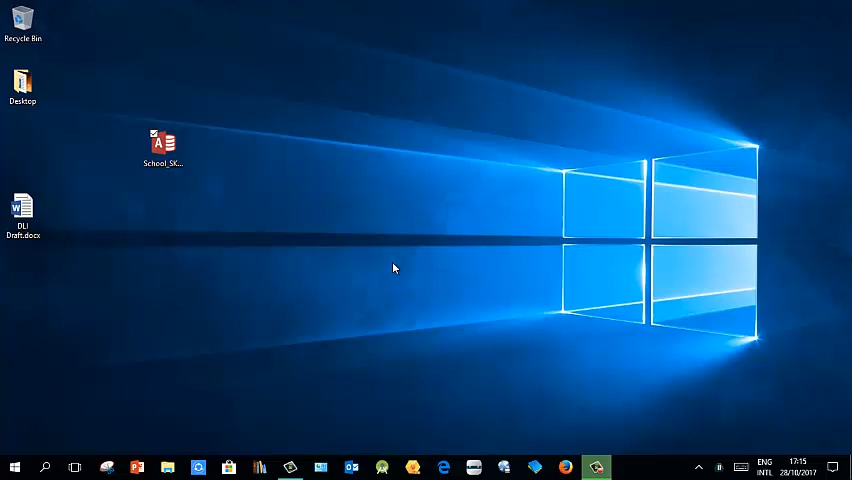 Recycle Bin
Desktop
School_SK...
DLI
Draft.docx
ENG
INTL
17:15
28/10/2017